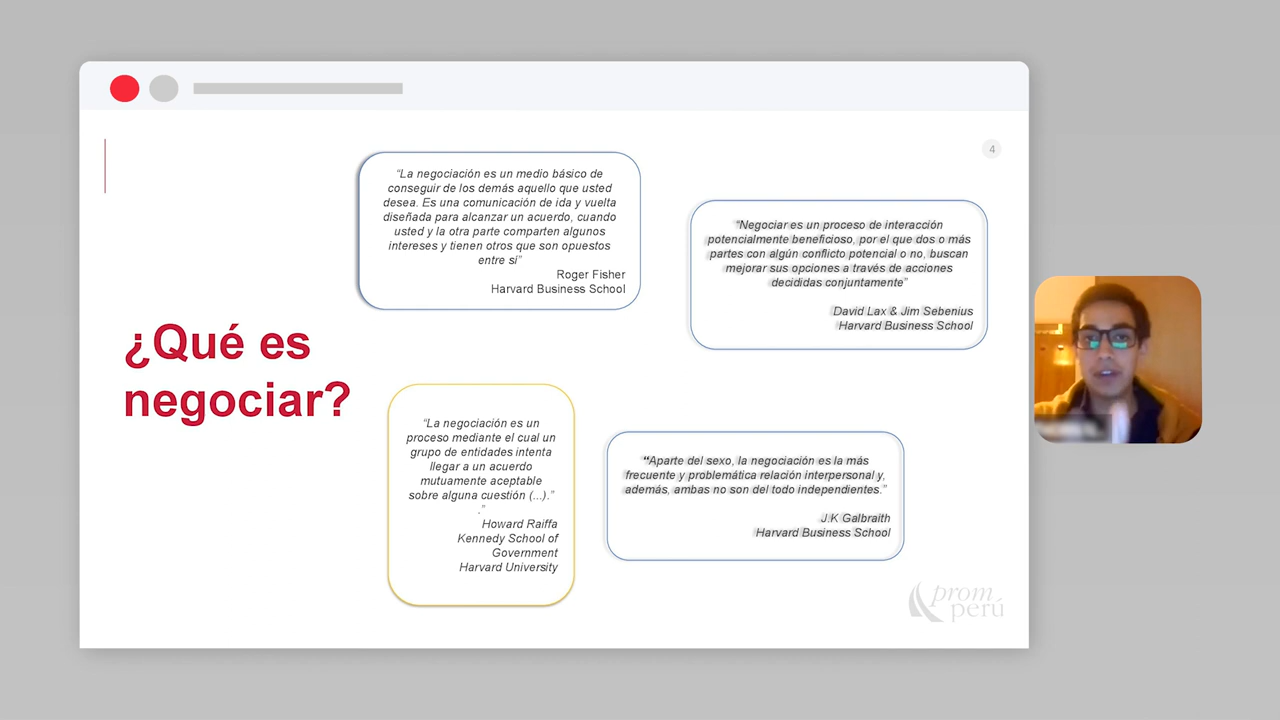 4
“La negociación es un medio básico de
conseguir de los demás aquello que usted
desea. Es una comunicación de ida y vuelta
diseñada para alcanzar un acuerdo, cuando
usted y la otra parte comparten algunos
intereses y tienen otros que son opuestos
entre sí”
Roger Fisher
Harvard Business School
“Negociar es un proceso de interacción
potencialmente beneficioso, por el que dos o más
partes con algún conflicto potencial o no, buscan
mejorar sus opciones a través de acciones
decididas conjuntamente”
David Lax & Jim Sebenius
Harvard Business School
¿Qué es
negociar?
“La negociación es un
proceso mediante el cual un
grupo de entidades intenta
llegar a un acuerdo
mutuamente aceptable
sobre alguna cuestión (...).”
.”
Howard Raiffa
Kennedy School of
Government
Harvard University
“Aparte del sexo, la negociación es la más
frecuente y problemática relación interpersonal y,
además, ambas no son del todo independientes.”
J.K Galbraith
Harvard Business School
prom
perú